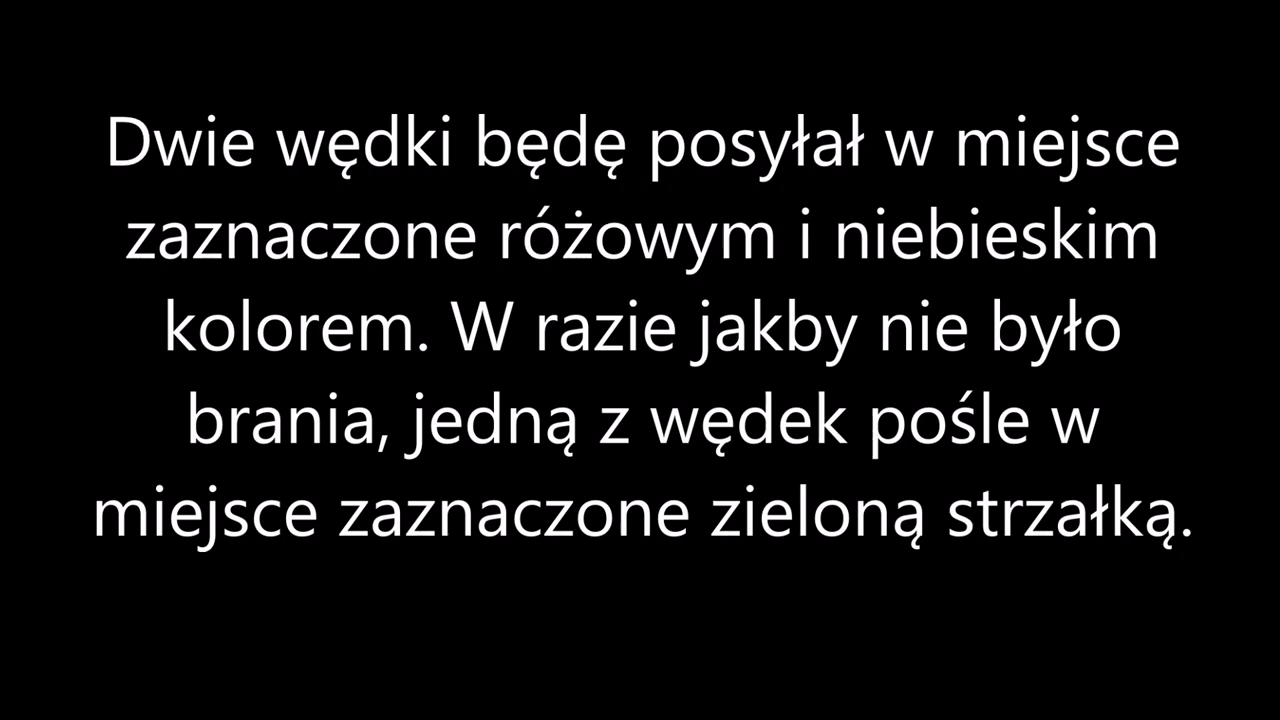 Dwie wędki będę posyłał w miejsce
zaznaczone różowym i niebieskim
kolorem. W razie jakby nie było
brania, jedną z wędek pośle w
miejsce zaznaczone zieloną strzałką.